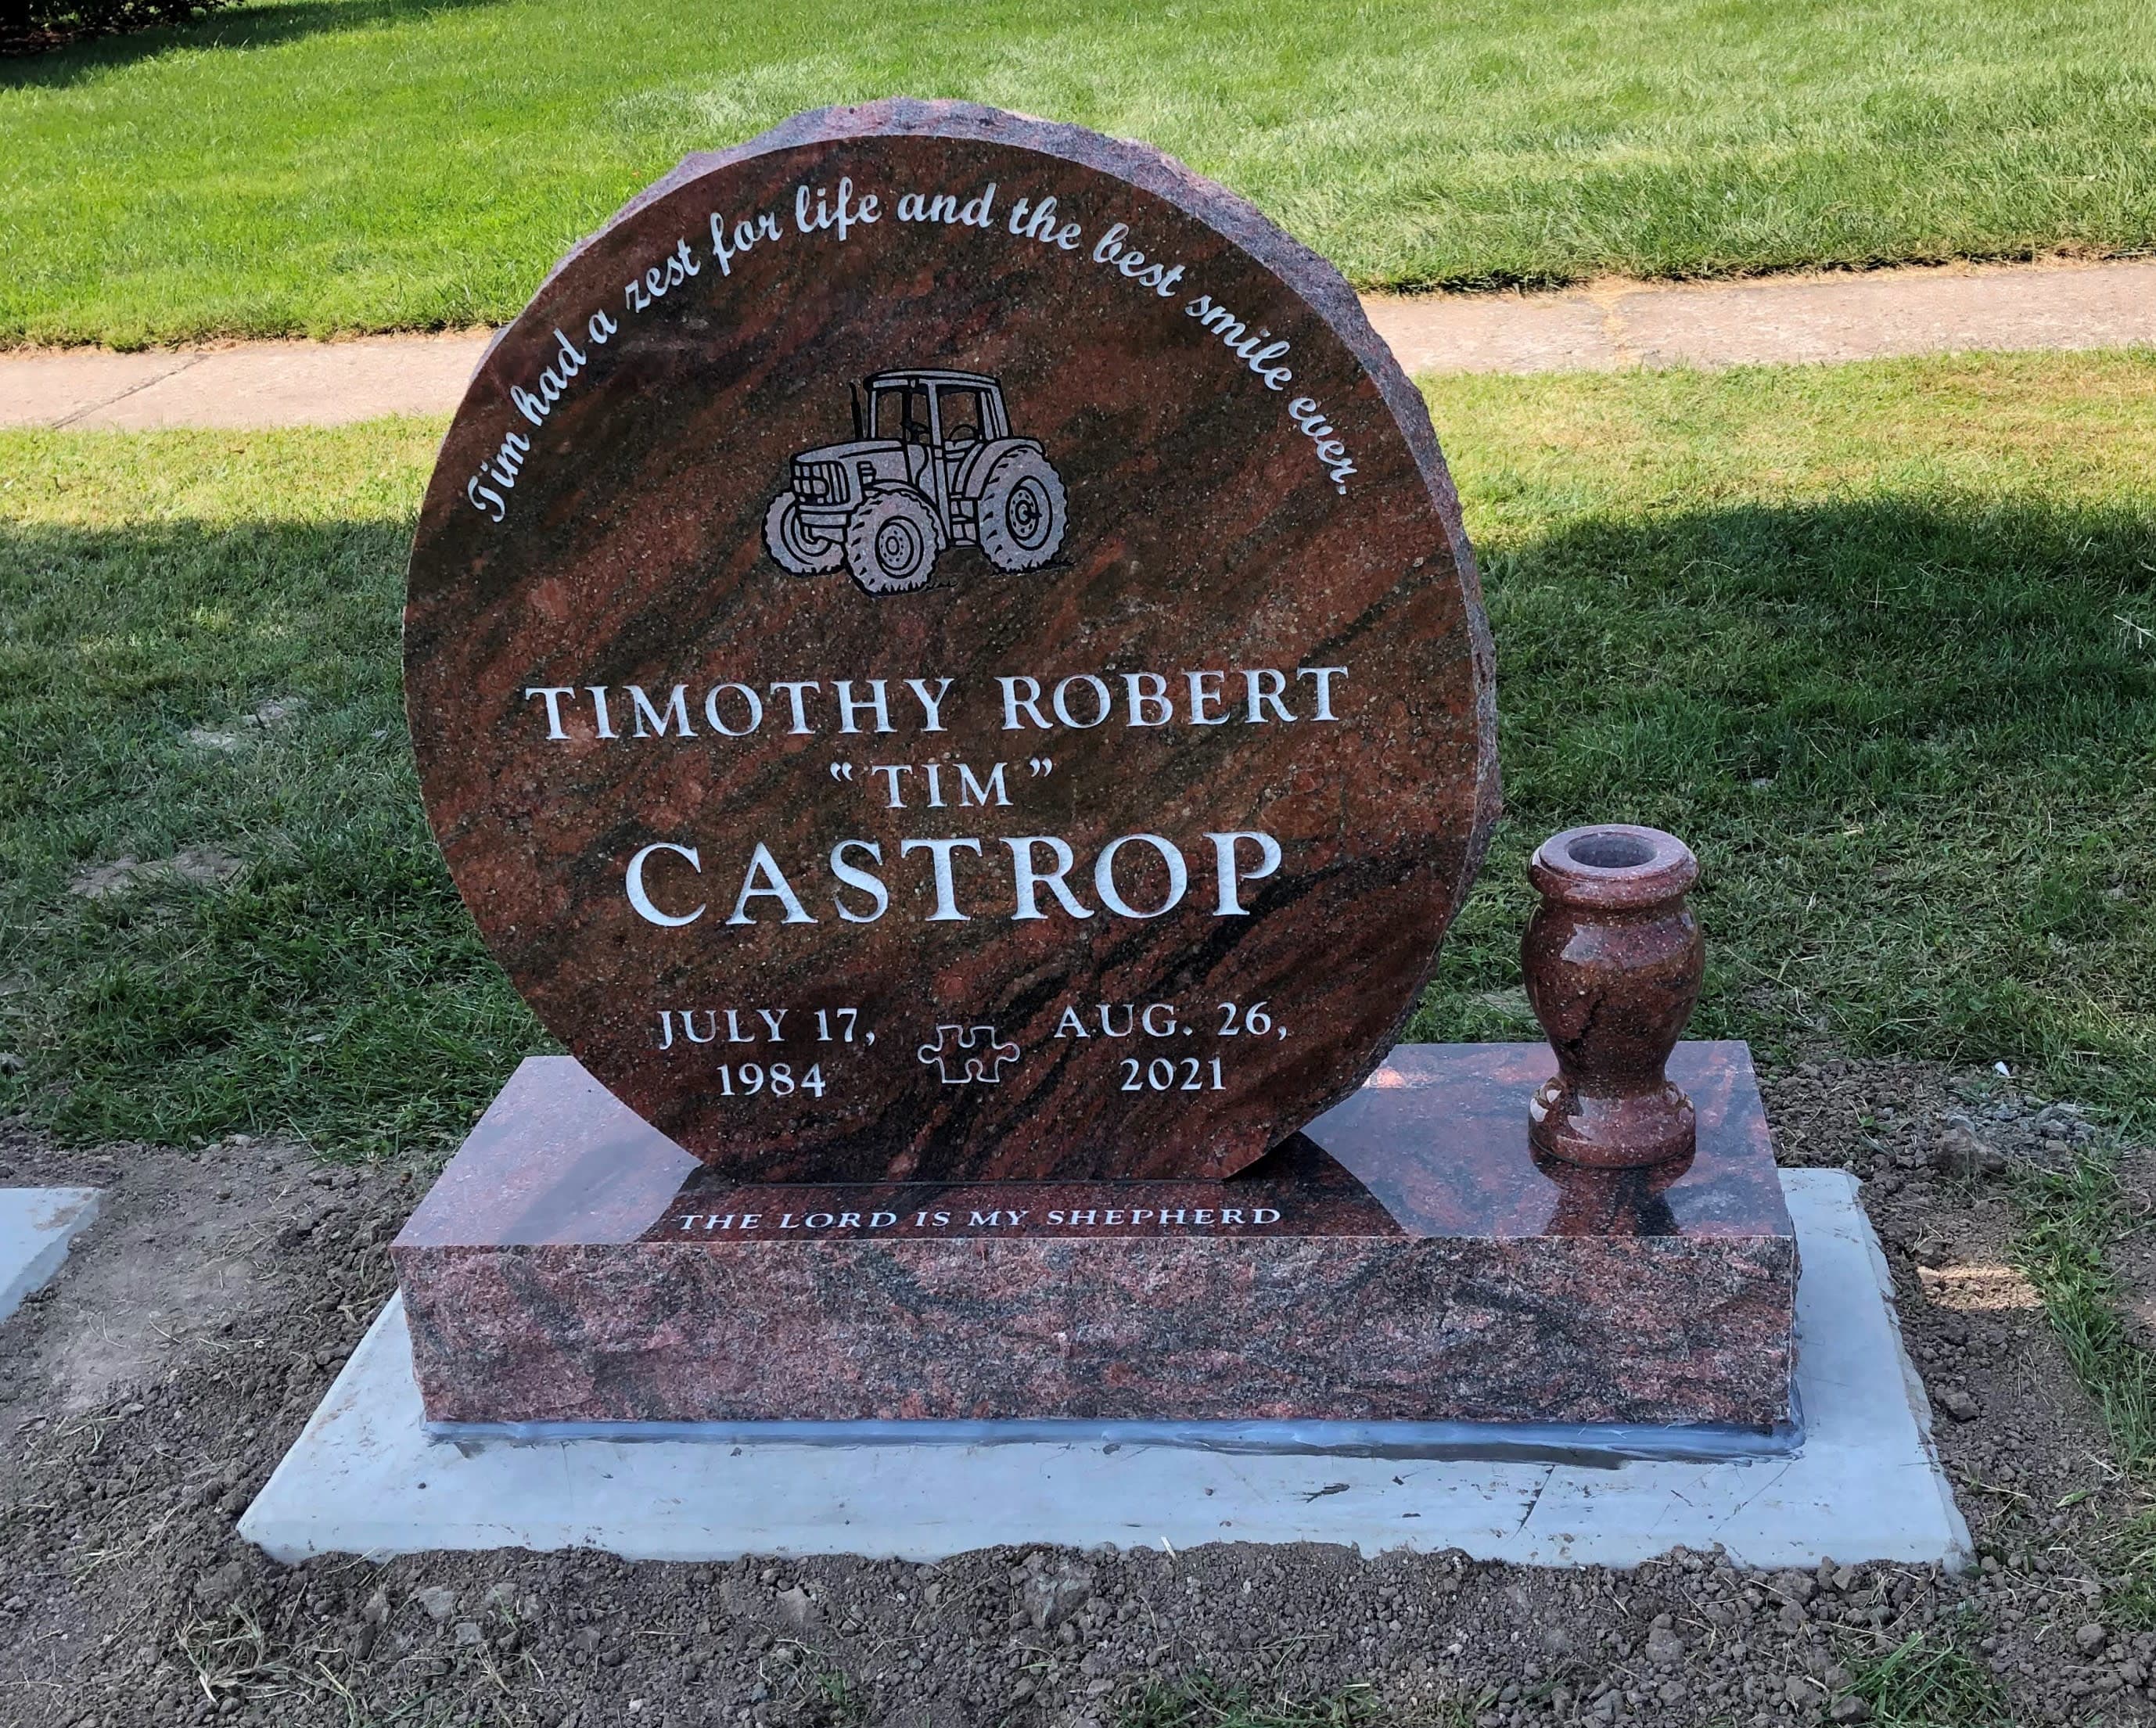 Tim had a zest for life and the best smile ever.
TIMOTHY ROBERT
“TIM”
CASTROP
JULY 17,
1984
AUG. 26,
2021
THE LORD IS MY SHEPHERD